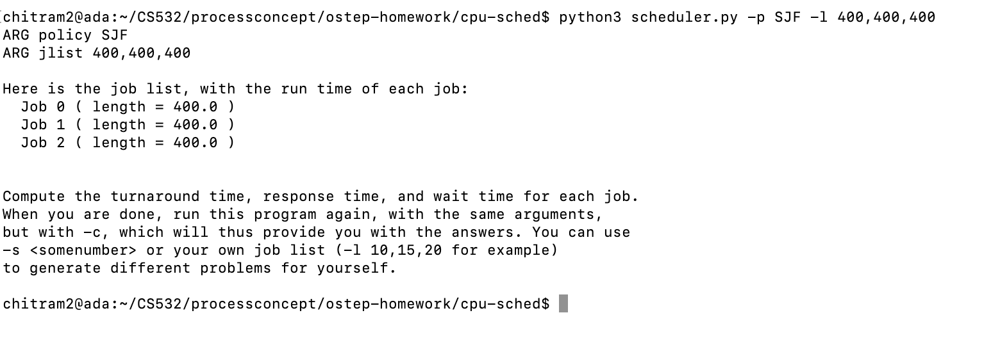 chitram2@ada:~/CS532/processconcept/ostep-homework/cpu-sched$ python3 scheduler.py -p SJF -l 400,400,400
ARG policy SJF
ARG jlist 400,400,400
Here is the job list, with the run time of each job:
  Job 0 ( length = 400.0 )
  Job 1 ( length = 400.0 )
  Job 2 ( length = 400.0 )
Compute the turnaround time, response time, and wait time for each job.
When you are done, run this program again, with the same arguments,
but with -c, which will thus provide you with the answers. You can use
-s <somenumber> or your own job list (-l 10,15,20 for example)
to generate different problems for yourself.
chitram2@ada:~/CS532/processconcept/ostep-homework/cpu-sched$